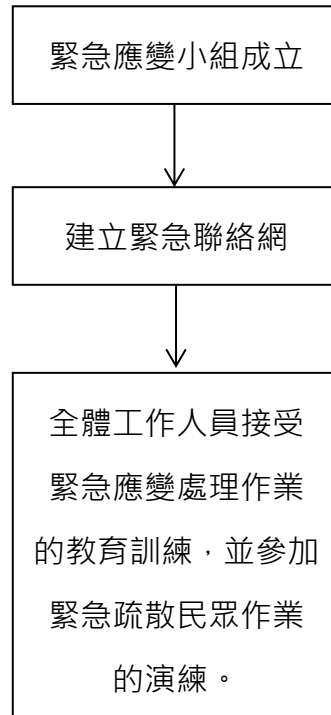 緊急應變小組成立
建立緊急聯絡網
全體工作人員接受
緊急應變處理作業
的教育訓練，並參加
緊急疏散民眾作業
的演練。